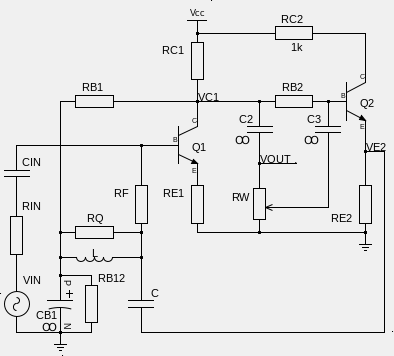 Vcc
RC2
RC1
1k
C
RB1
VC1
RB2
B
Q2
E
C
C2
C3
B
Q1
VE2
CIN
VOUT
E
RF
RE1
RW
RE2
RIN
RQ
L
VIN
P
+
RB12
C
CB1
N